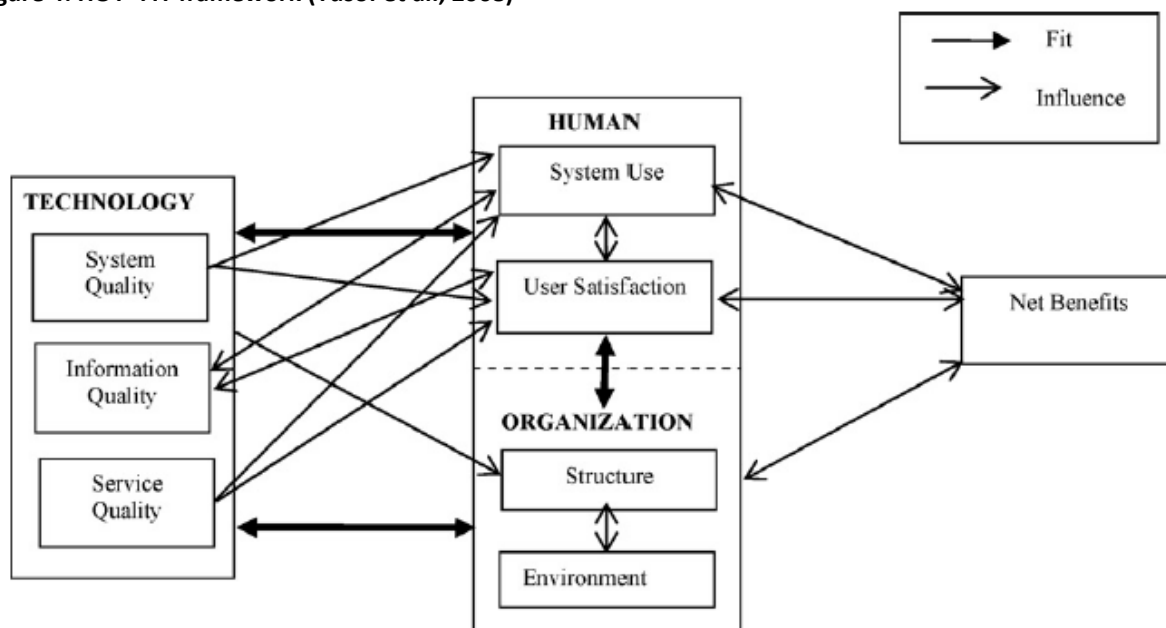 Fit
Influence
HUMAN
System Use
TECHNOLOGY
System
Quality
User Satisfaction
Net Benefits
Information
Quality
ORGANIZATION
Structure
Service
Quality
Environment